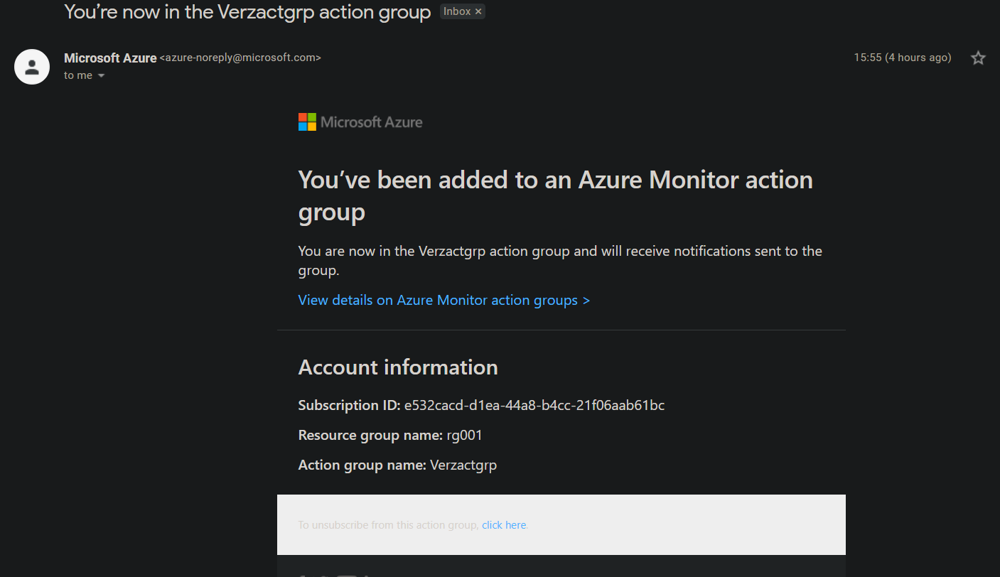 You're now in the Verzactgrp action group Inbox ×
Microsoft Azure <azure-noreply@microsoft.com> 15:55 (4 hours ago)
to me
Microsoft Azure
You've been added to an Azure Monitor action
group
You are now in the Verzactgrp action group and will receive notifications sent to the
group.
View details on Azure Monitor action groups >
Account information
Subscription ID: e532cacd-d1ea-44a8-b4cc-21f06aab61bc
Resource group name: rg001
Action group name: Verzactgrp
To unsubscribe from this action group, click here.